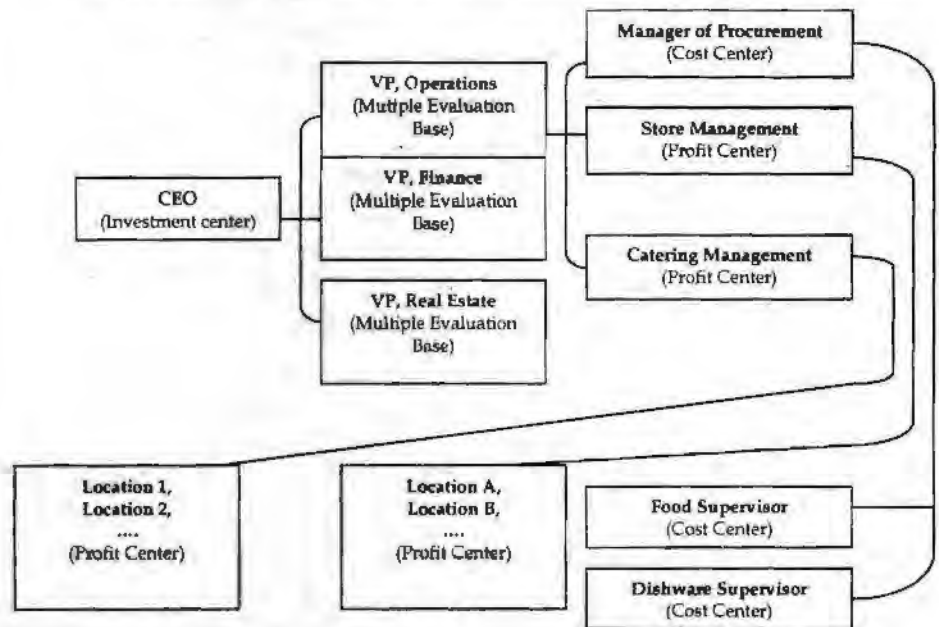 Manager of Procurement
(Cost Center)
VP, Operations
(Multiple Evaluation
Base)
Store Management
(Profit Center)
VP, Finance
(Multiple Evaluation
Base)
CEO
(Investment center)
Catering Management
(Profit Center)
VP, Real Estate
(Multiple Evaluation
Base)
Location 1,
Location 2,
....
(Profit Center)
Location A,
Location B,
....
(Profit Center)
Food Supervisor
(Cost Center)
Dishware Supervisor
(Cost Center)